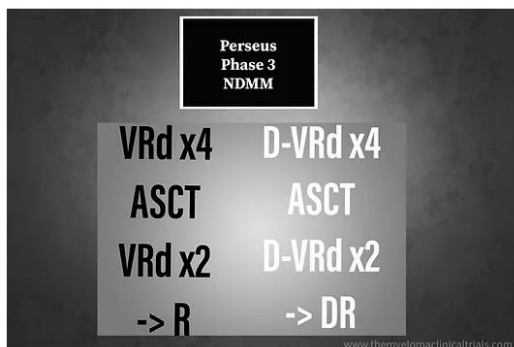 Perseus
Phase 3
NDMM
VRd x4 D-VRd x4
ASCT ASCT
VRd x2 D-VRd x2
-> R -> DR
www.themyelomaclinicaltrials.com